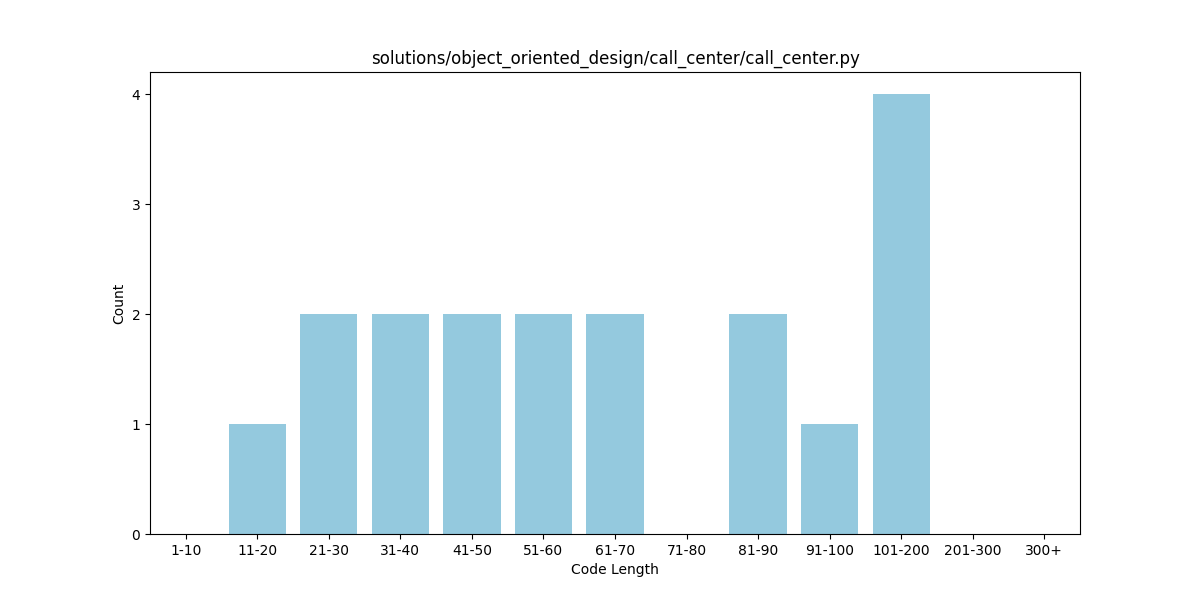 solutions/object_oriented_design/call_center/call_center.py
4
3
2
1
0
Count
1-10 11-20 21-30 31-40 41-50 51-60 61-70 71-80 81-90 91-100 101-200 201-300 300+
Code Length